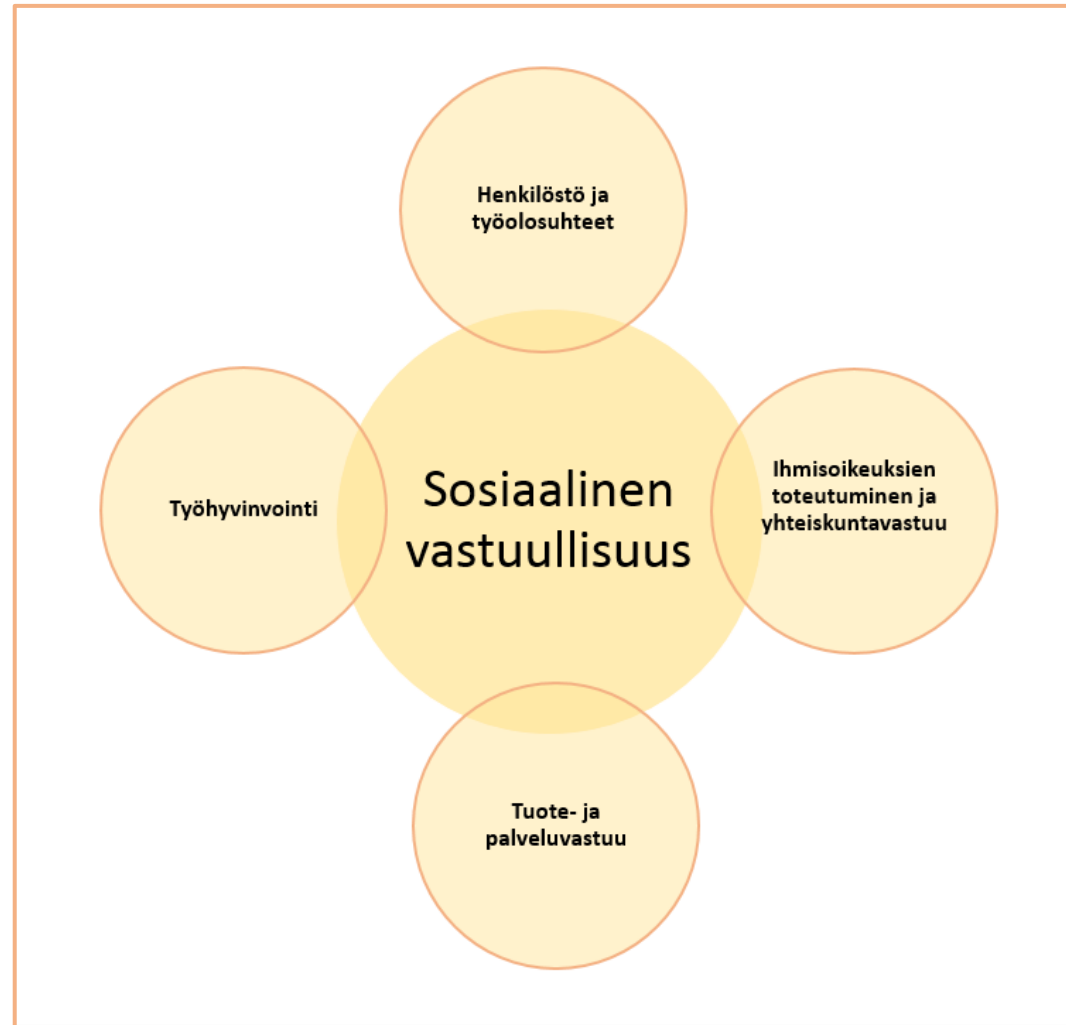 Henkilöstö ja
työolosuhteet
Sosiaalinen
vastuullisuus
Työhyvinvointi
Ihmisoikeuksien
toteutuminen ja
yhteiskuntavastuu
Tuote- ja
palveluvastuu